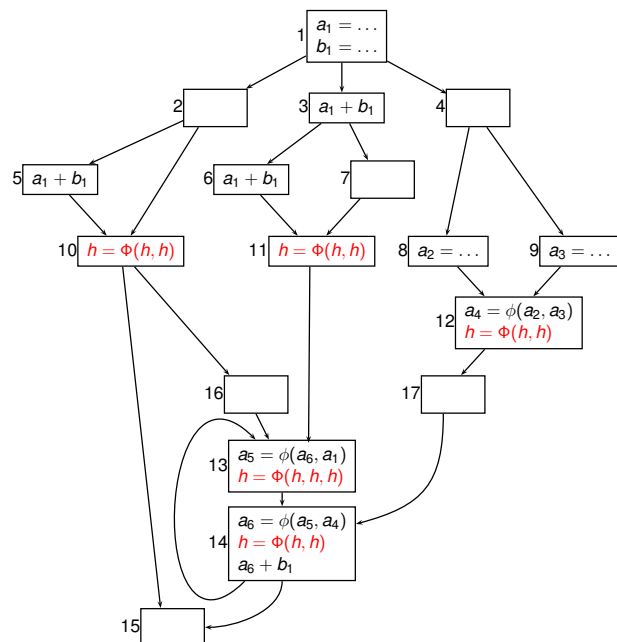 1
a₁ = ...
b₁ = ...
2
3
a₁ + b₁
4
5
a₁ + b₁
6
a₁ + b₁
7
10
h = Φ(h, h)
11
h = Φ(h, h)
8
a₂ = ...
9
a₃ = ...
12
a₄ = ϕ(a₂, a₃)
h = Φ(h, h)
16
17
13
a₅ = ϕ(a₆, a₁)
h = Φ(h, h, h)
14
a₆ = ϕ(a₅, a₄)
h = Φ(h, h)
a₆ + b₁
15